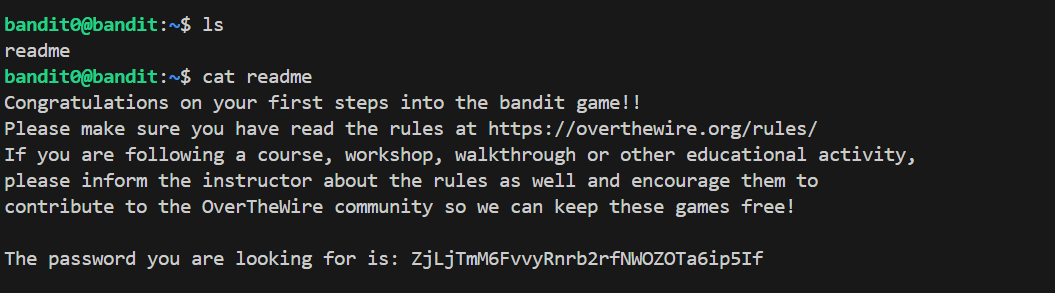 bandit0@bandit:~$ ls
readme
bandit0@bandit:~$ cat readme
Congratulations on your first steps into the bandit game!!
Please make sure you have read the rules at https://overthewire.org/rules/
If you are following a course, workshop, walkthrough or other educational activity,
please inform the instructor about the rules as well and encourage them to
contribute to the OverTheWire community so we can keep these games free!

The password you are looking for is: ZjLjTmM6FvvyRnrb2rfNWOZOTa6ip5If